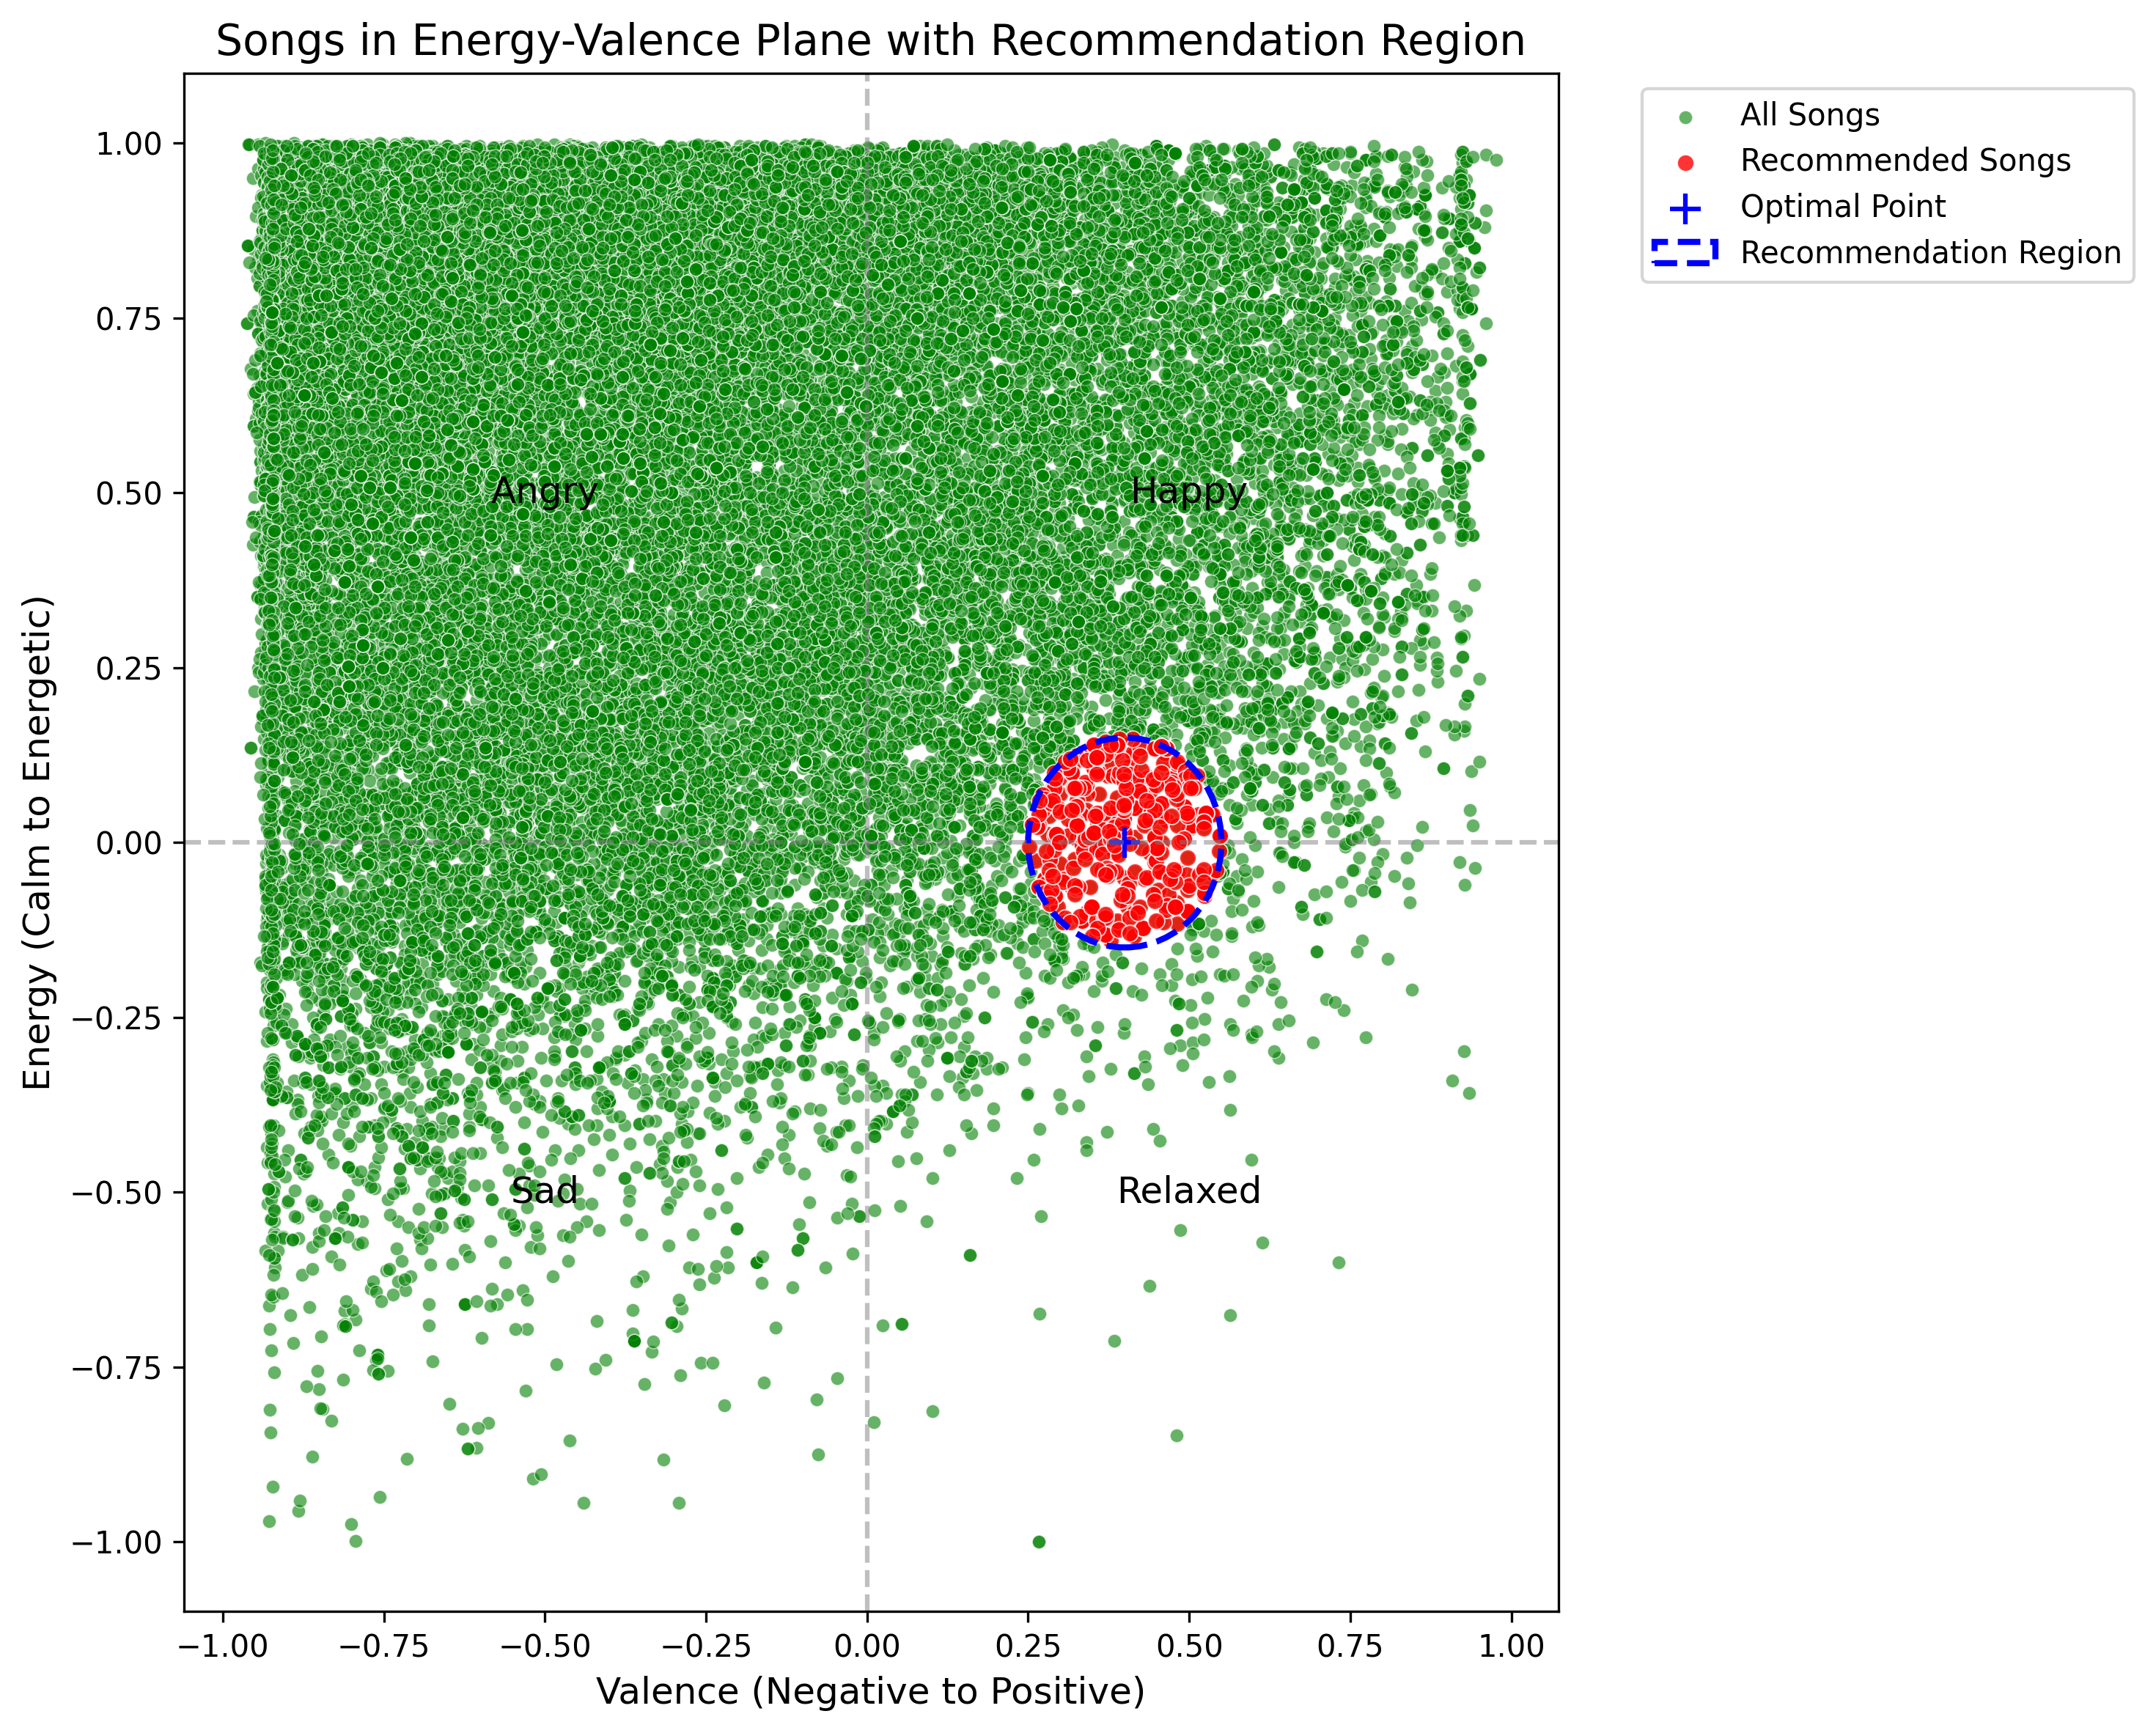 Songs in Energy-Valence Plane with Recommendation Region
All Songs
Recommended Songs
Optimal Point
Recommendation Region
Energy (Calm to Energetic)
1.00
0.75
0.50
0.25
0.00
−0.25
−0.50
−0.75
−1.00
Angry
Happy
Sad
Relaxed
−1.00
−0.75
−0.50
−0.25
0.00
0.25
0.50
0.75
1.00
Valence (Negative to Positive)